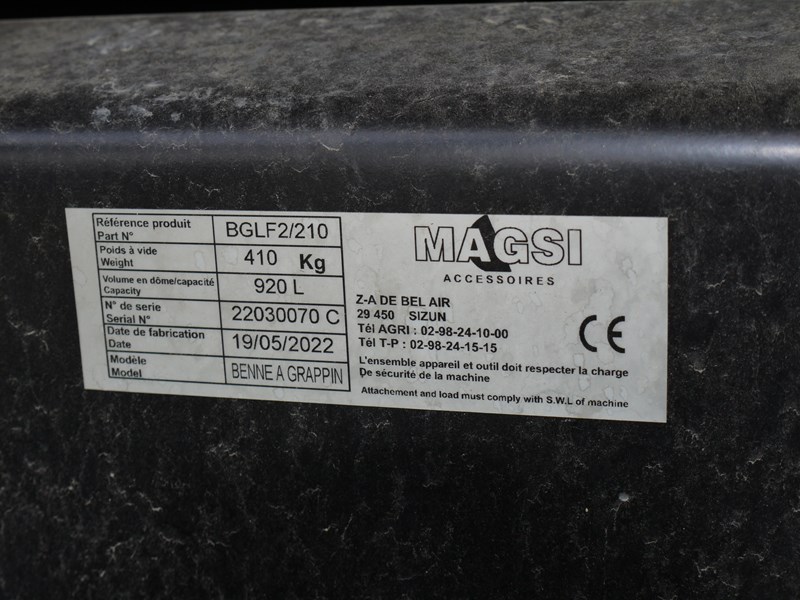 Référence produit
Part N°
BGLF2/210
Poids à vide
Weight
410 Kg
Volume en dôme/capacité
Capacity
920 L
N° de serie
Serial N°
22030070 C
Date de fabrication
Date
19/05/2022
Modèle
Model
BENNE A GRAPPIN
MAGSI
ACCESSOIRES
Z-A DE BEL AIR
29 450 SIZUN
Tél AGRI : 02-98-24-10-00
Tél T-P : 02-98-24-15-15
CE
L'ensemble appareil et outil doit respecter la charge
De sécurité de la machine
Attachement and load must comply with S.W.L of machine